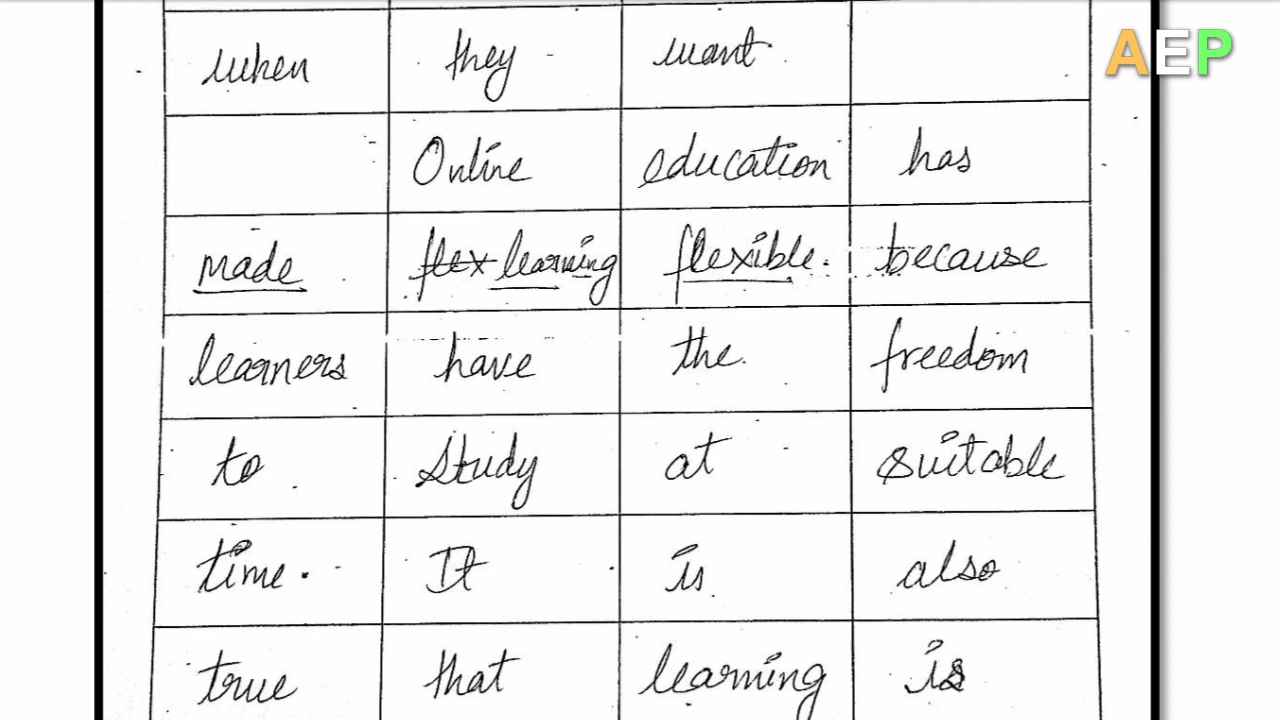 AEP
when they want
Online education has
made flex learning flexible. because
learners have the freedom
to study at suitable
time. It is also
true that learning is